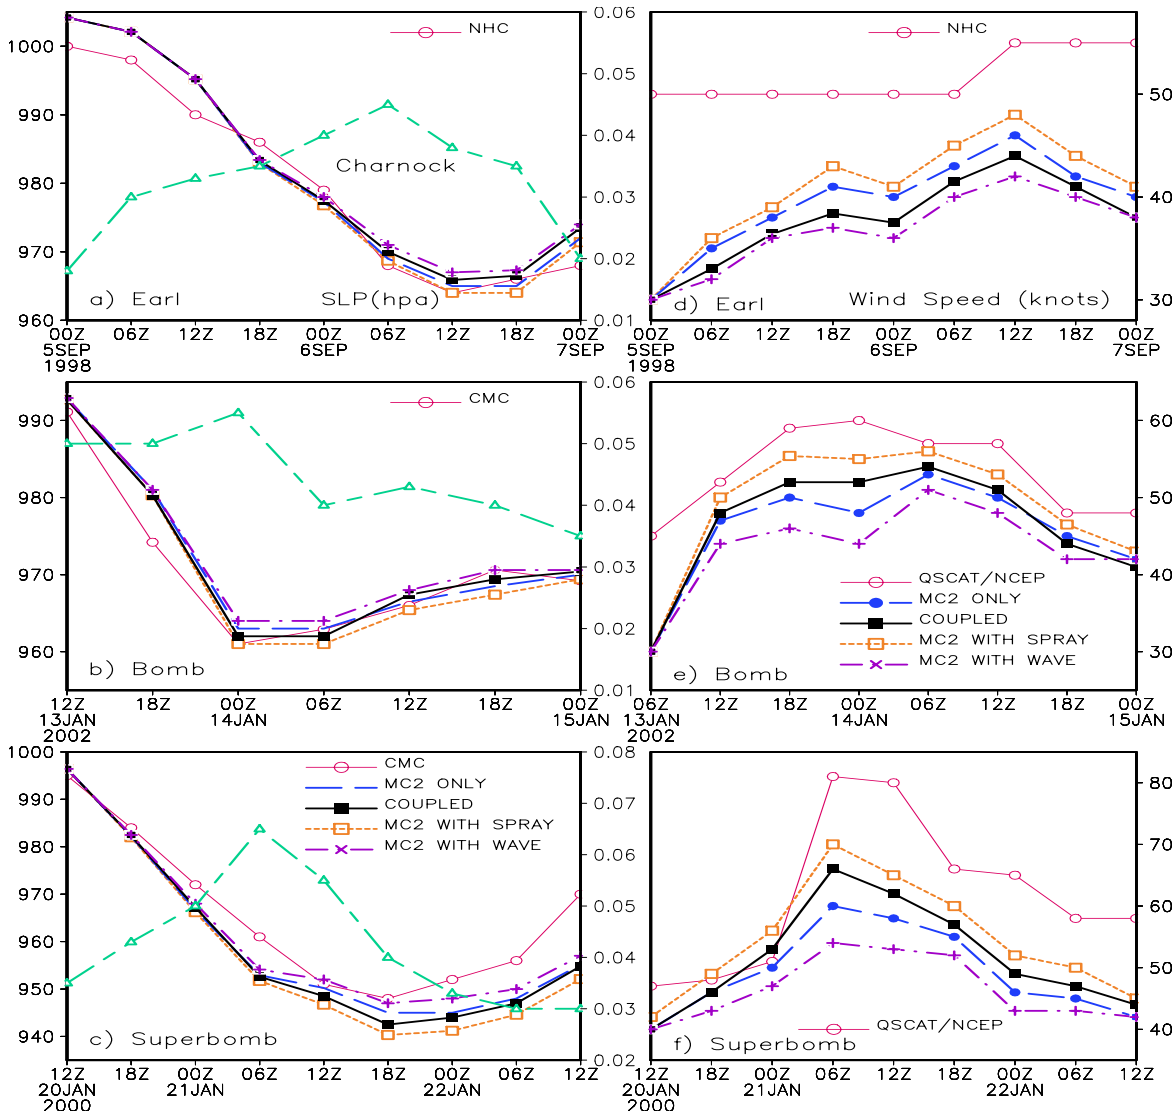 NHC
1000
990
980
970
960
0.06
0.05
0.04
0.03
0.02
0.01
Charnock
a) Earl SLP(hpa)
00Z 06Z 12Z 18Z 00Z 06Z 12Z 18Z 00Z
5SEP 6SEP 7SEP
1998
NHC
50
40
30
d) Earl Wind Speed (knots)
00Z 06Z 12Z 18Z 00Z 06Z 12Z 18Z 00Z
5SEP 6SEP 7SEP
1998
CMC
990
980
970
960
0.06
0.05
0.04
0.03
0.02
0.01
b) Bomb
12Z 18Z 00Z 06Z 12Z 18Z 00Z
13JAN 14JAN 15JAN
2002
60
50
40
30
QSCAT/NCEP
MC2 ONLY
COUPLED
MC2 WITH SPRAY
MC2 WITH WAVE
e) Bomb
06Z 12Z 18Z 00Z 06Z 12Z 18Z 00Z
13JAN 14JAN 15JAN
2002
1000
990
980
970
960
950
940
CMC
MC2 ONLY
COUPLED
MC2 WITH SPRAY
MC2 WITH WAVE
0.08
0.07
0.06
0.05
0.04
0.03
0.02
c) Superbomb
12Z 18Z 00Z 06Z 12Z 18Z 00Z 06Z 12Z
20JAN 21JAN 22JAN
2000
80
70
60
50
40
QSCAT/NCEP
f) Superbomb
12Z 18Z 00Z 06Z 12Z 18Z 00Z 06Z 12Z
20JAN 21JAN 22JAN
2000